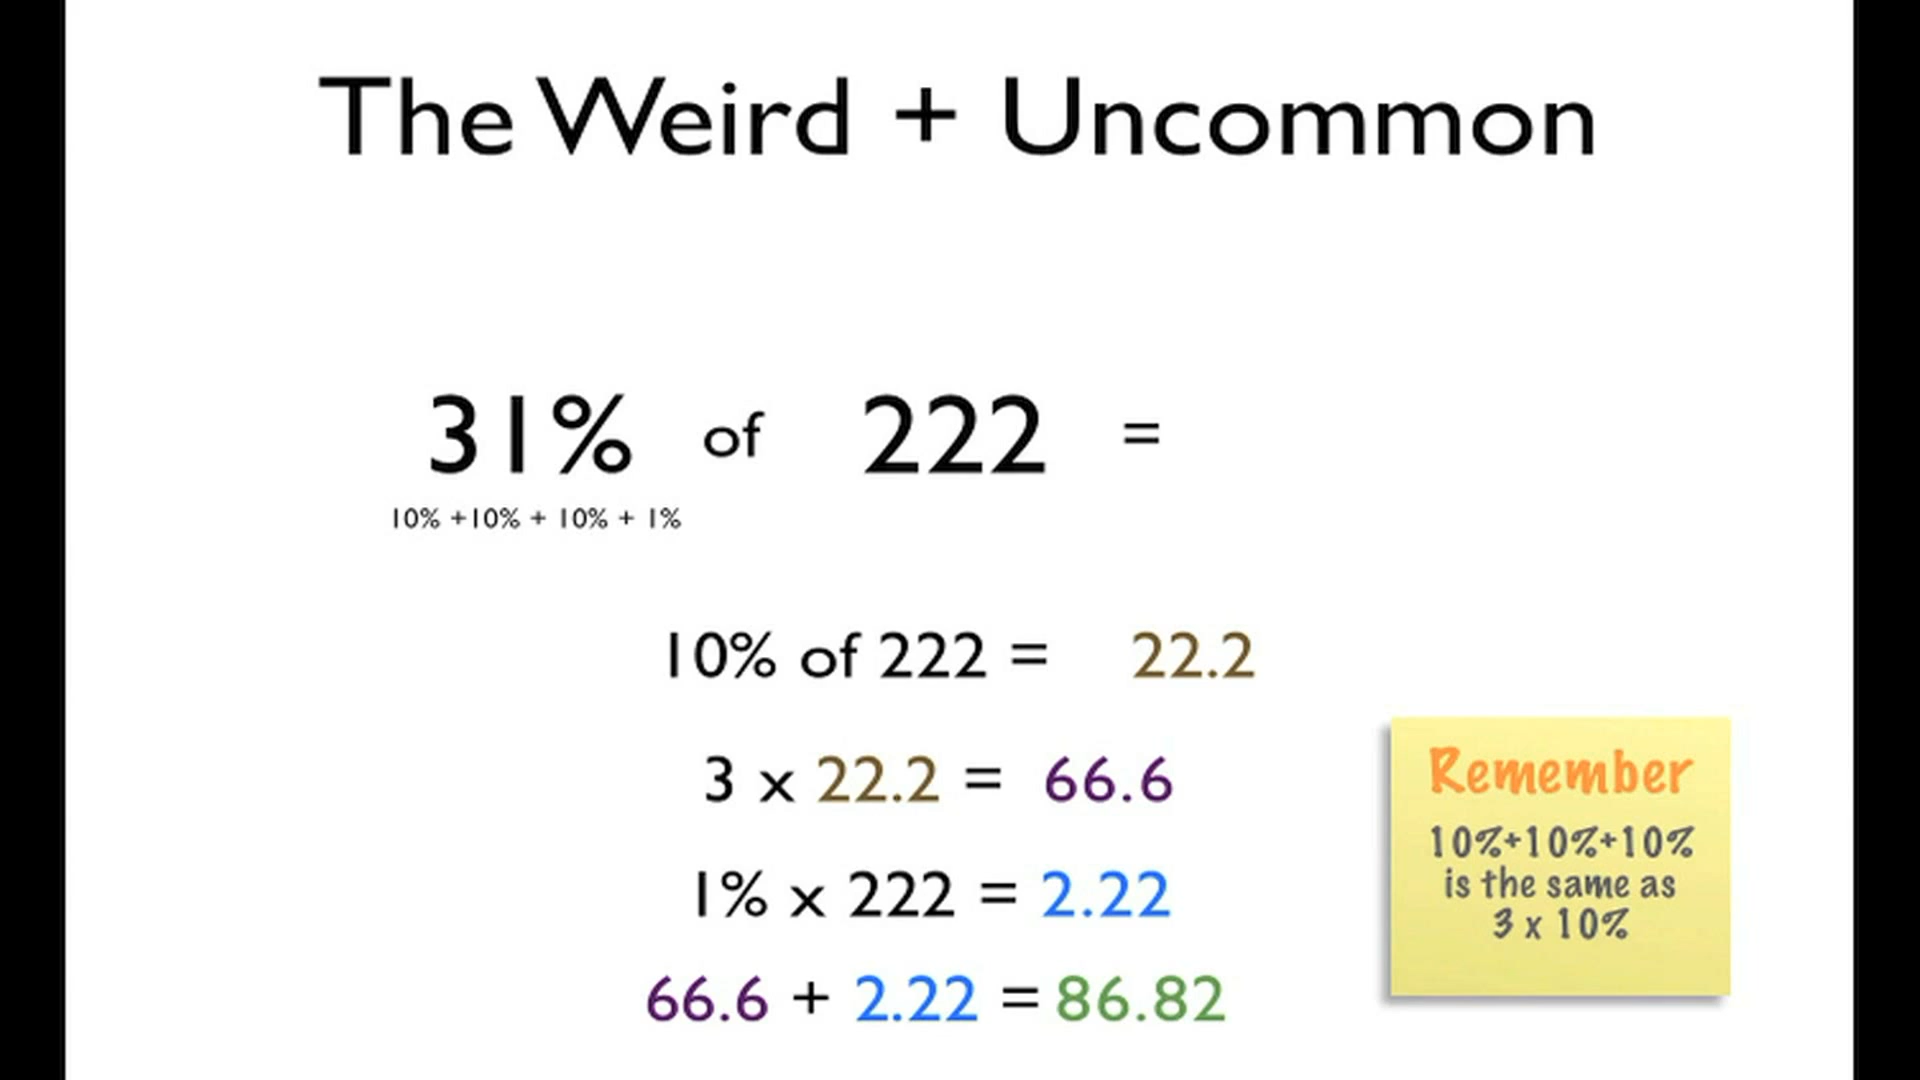 The Weird + Uncommon
31% of 222 =
10% +10% + 10% + 1%
10% of 222 = 22.2
3 x 22.2 = 66.6
1% x 222 = 2.22
66.6 + 2.22 = 86.82
Remember
10%+10%+10%
is the same as
3 x 10%